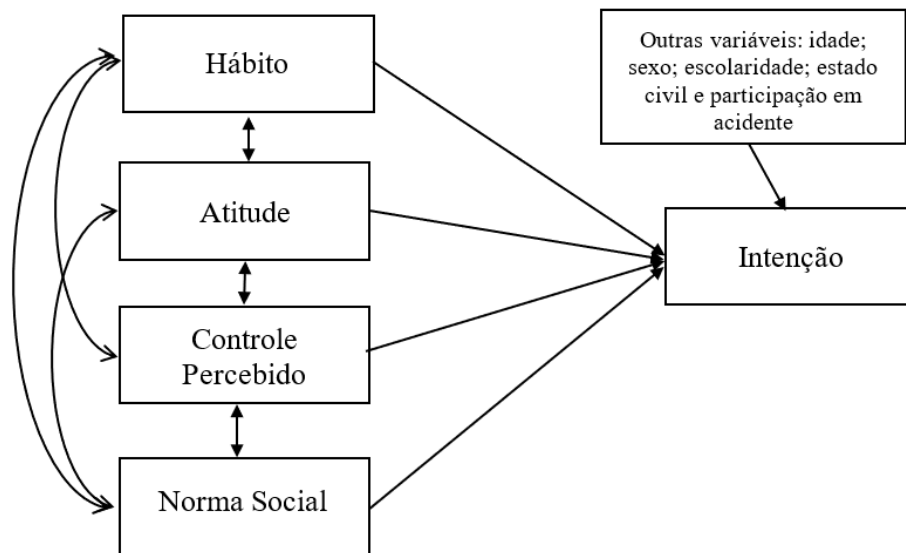 Hábito
Atitude
Controle
Percebido
Norma Social
Outras variáveis: idade;
sexo; escolaridade; estado
civil e participação em
acidente
Intenção